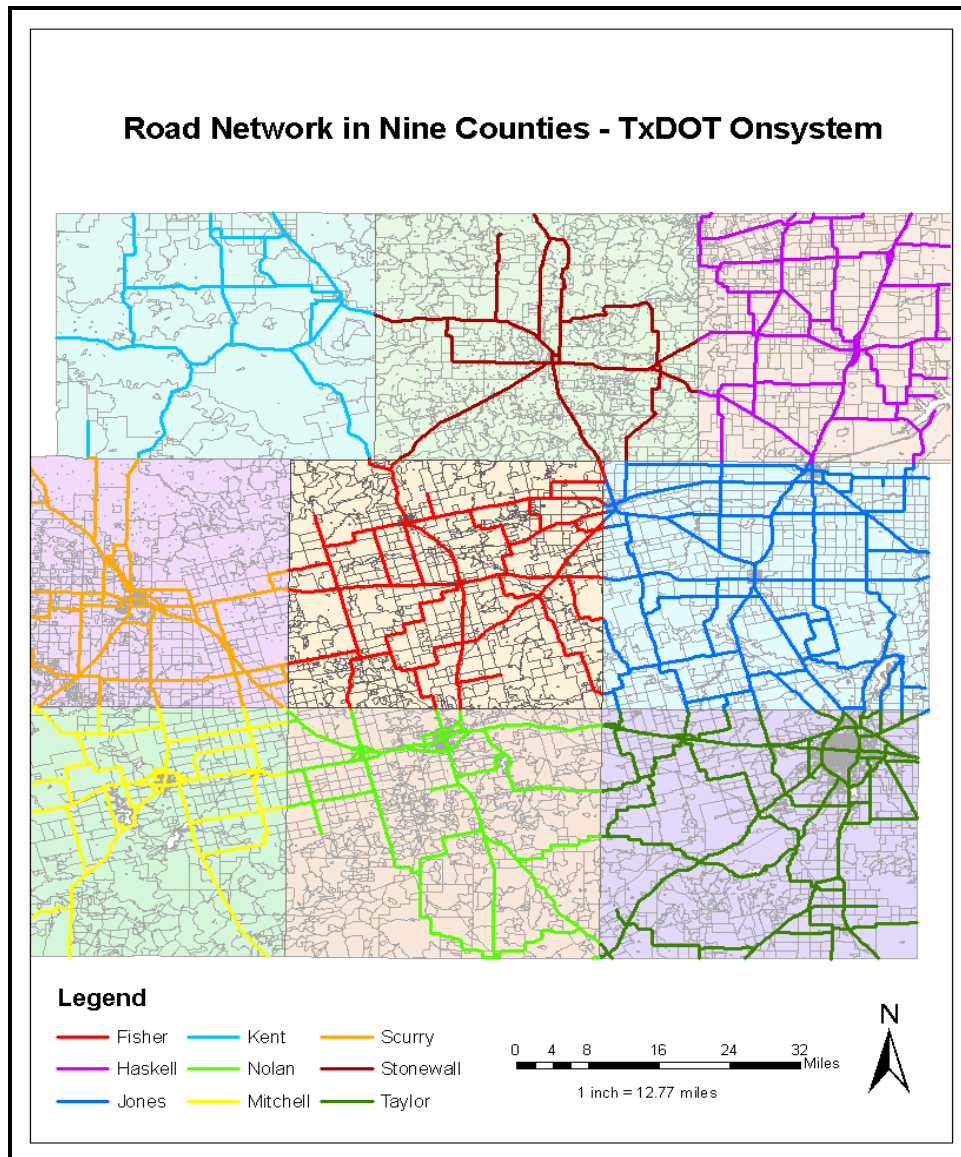 Road Network in Nine Counties - TxDOT Onsystem
Legend
Fisher Kent Scurry
Haskell Nolan Stonewall
Jones Mitchell Taylor
0 4 8 16 24 32
Miles
1 inch = 12.77 miles
N